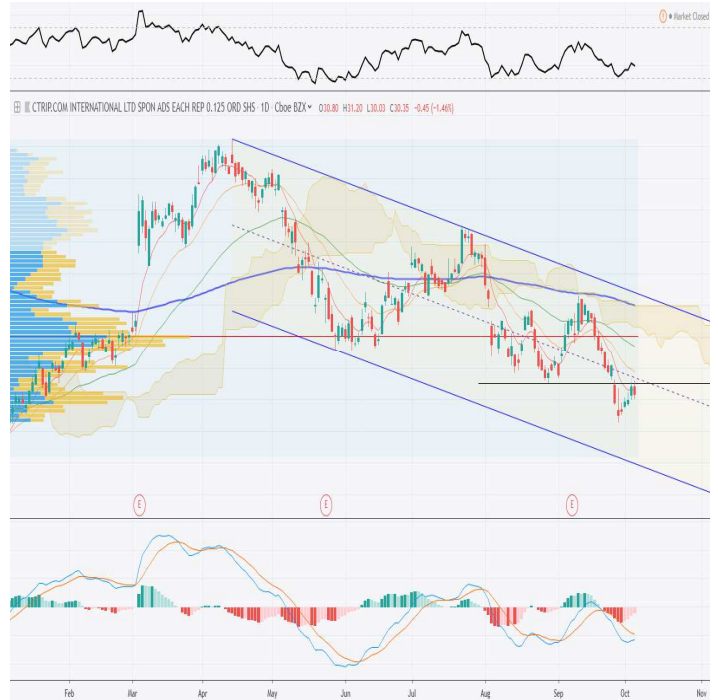 Market Closed
CTRIP.COM INTERNATIONAL LTD SPON ADS EACH REP 0.125 ORD SHS · 1D · Cboe BZX O30.80 H31.20 L30.03 C30.35 -0.45 (-1.46%)
E E E
Feb Mar Apr May Jun Jul Aug Sep Oct Nov